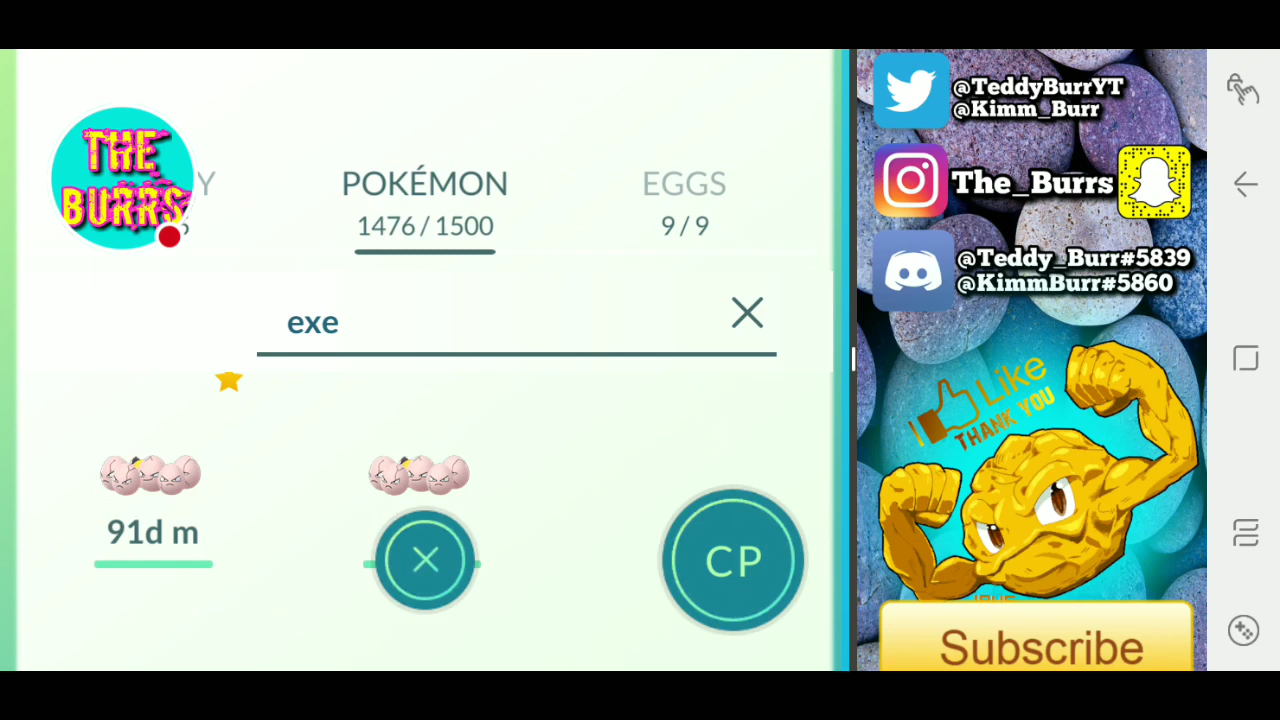 THE
BURRS
Y
POKÉMON
1476 / 1500
EGGS
9 / 9
exe
91d m
CP
@TeddyBurrYT
@Kimm_Burr
The_Burrs
@Teddy_Burr#5839
@KimmBurr#5860
Like
THANK YOU
Subscribe